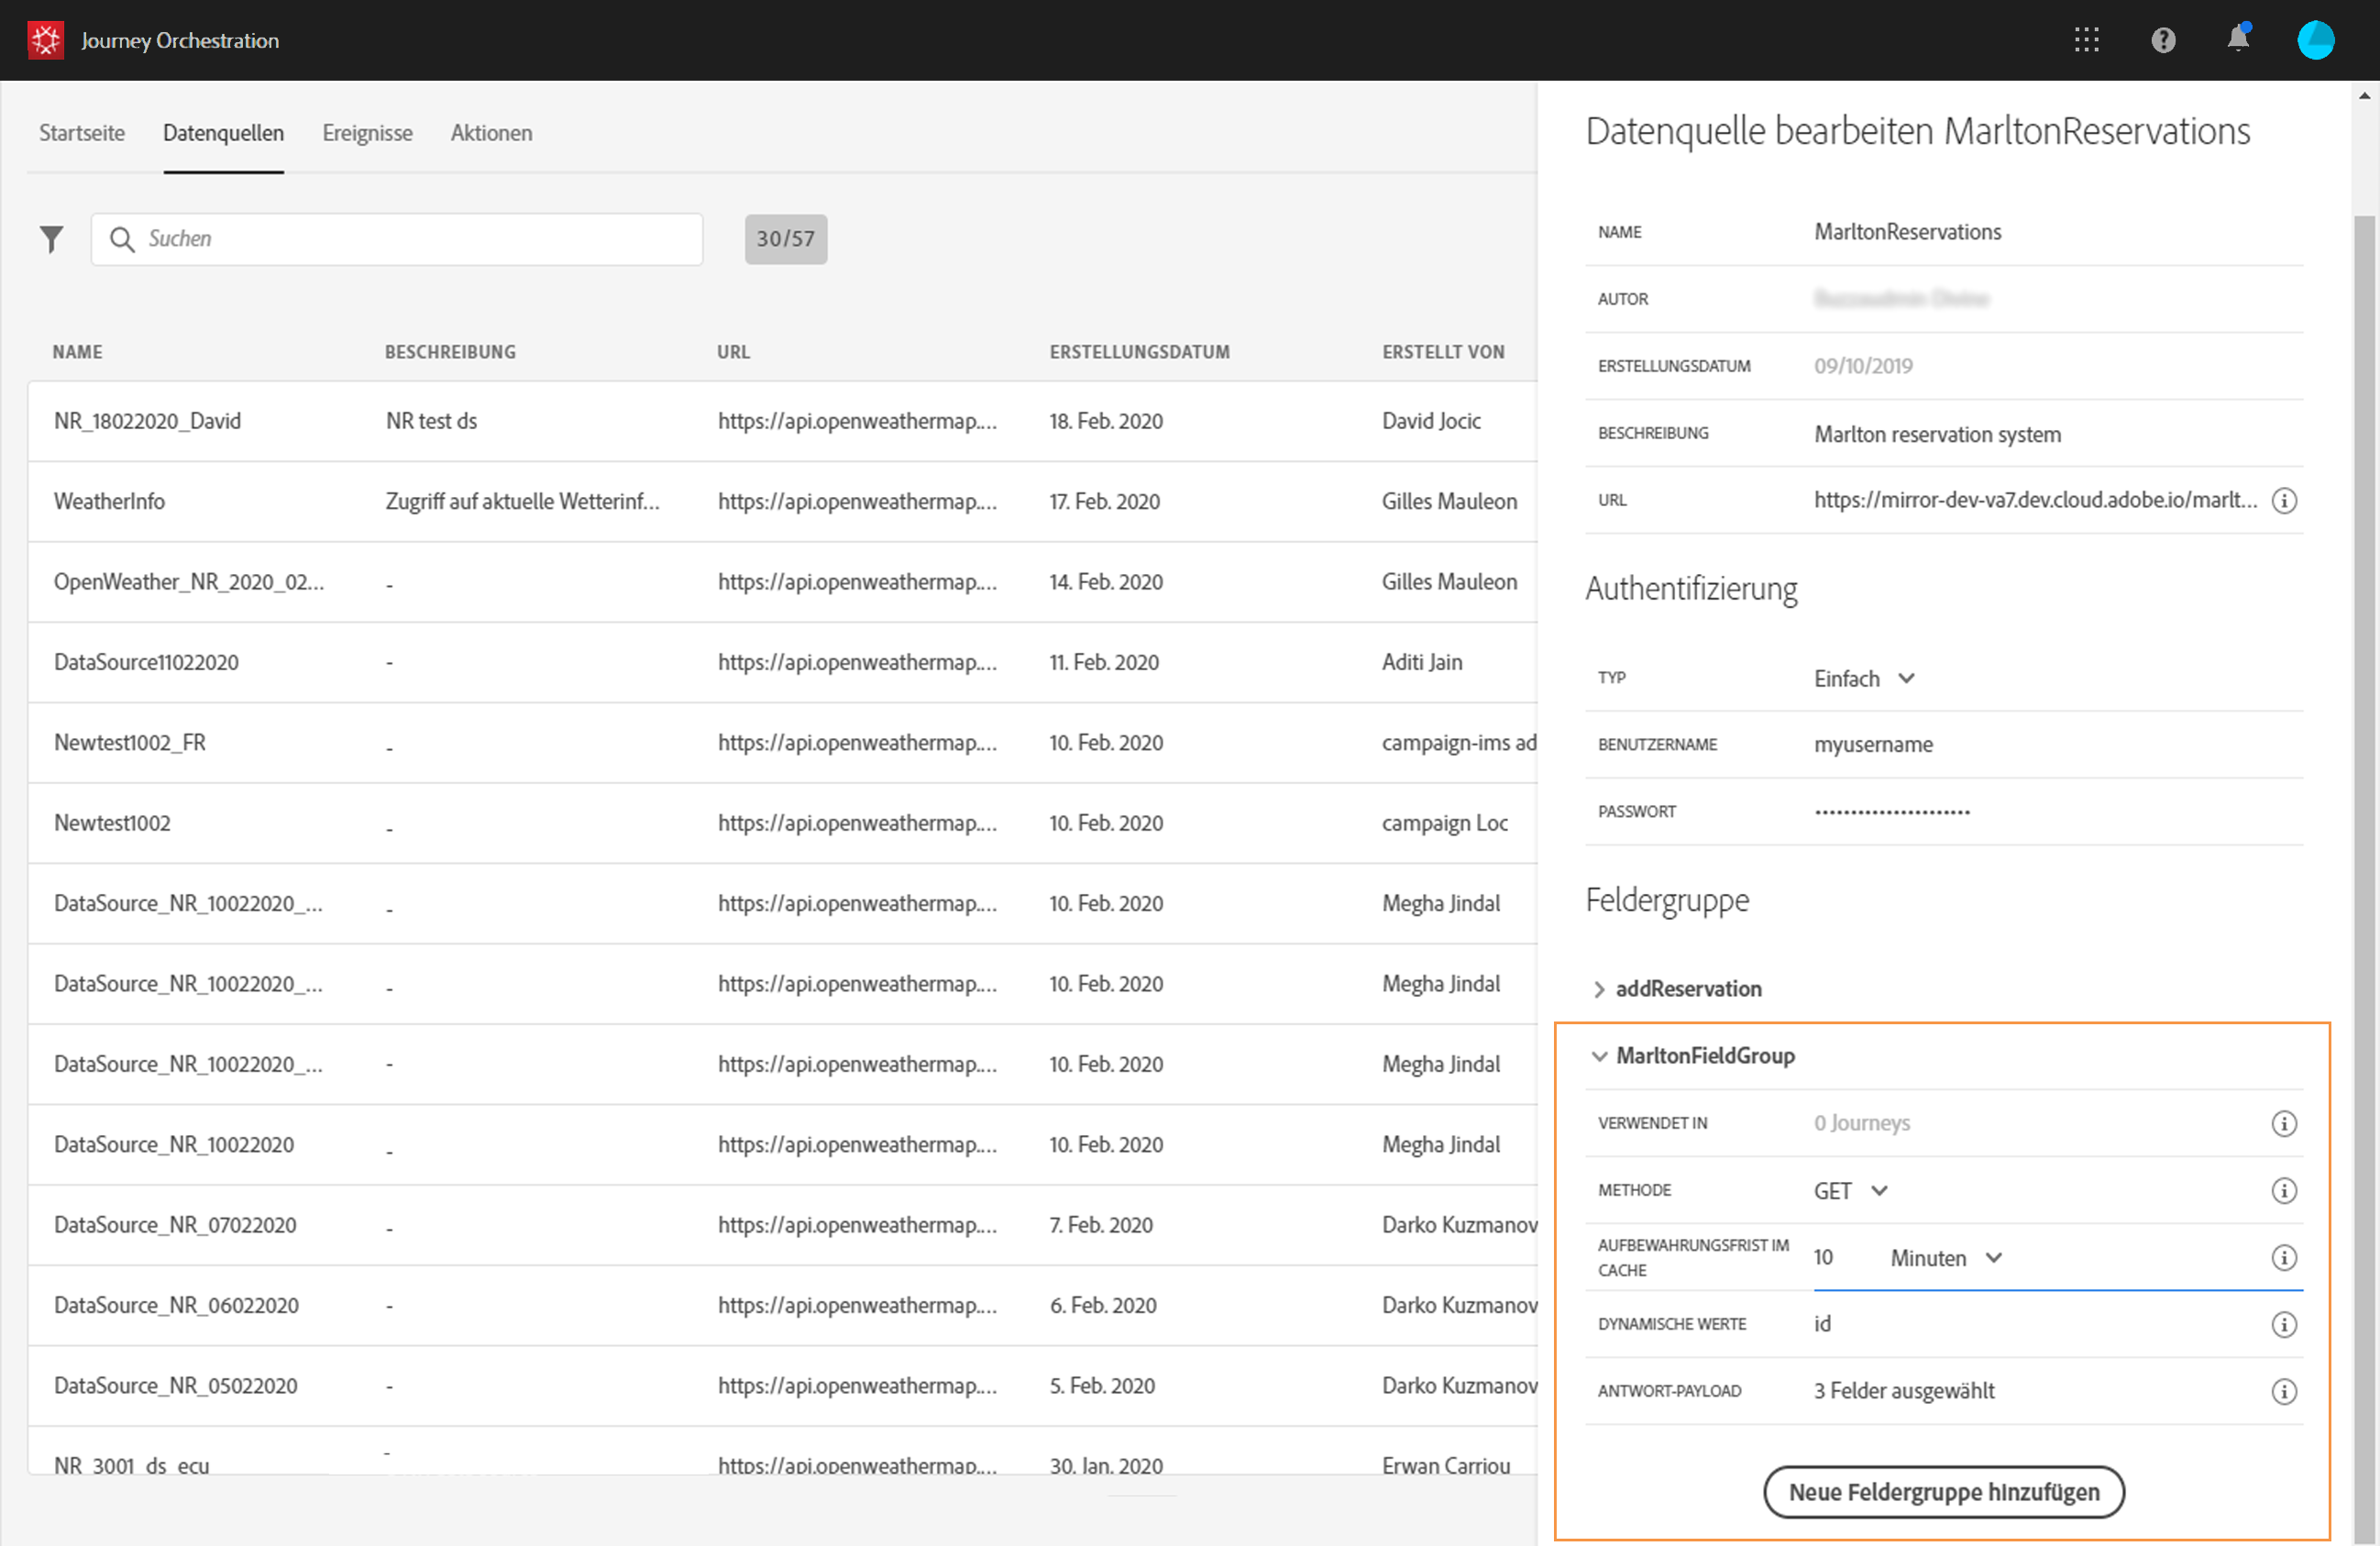 Journey Orchestration
Startseite Datenquellen Ereignisse Aktionen
Suchen 30/57
NAME BESCHREIBUNG URL ERSTELLUNGSDATUM ERSTELLT VON
NR_18022020_David NR test ds https://api.openweathermap.... 18. Feb. 2020 David Jocic
WeatherInfo Zugriff auf aktuelle Wetterinf... https://api.openweathermap.... 17. Feb. 2020 Gilles Mauleon
OpenWeather_NR_2020_02... - https://api.openweathermap.... 14. Feb. 2020 Gilles Mauleon
DataSource11022020 - https://api.openweathermap.... 11. Feb. 2020 Aditi Jain
Newtest1002_FR - https://api.openweathermap.... 10. Feb. 2020 campaign-ims ad
Newtest1002 - https://api.openweathermap.... 10. Feb. 2020 campaign Loc
DataSource_NR_10022020_... - https://api.openweathermap.... 10. Feb. 2020 Megha Jindal
DataSource_NR_10022020_... - https://api.openweathermap.... 10. Feb. 2020 Megha Jindal
DataSource_NR_10022020_... - https://api.openweathermap.... 10. Feb. 2020 Megha Jindal
DataSource_NR_10022020 - https://api.openweathermap.... 10. Feb. 2020 Megha Jindal
DataSource_NR_07022020 - https://api.openweathermap.... 7. Feb. 2020 Darko Kuzmanov
DataSource_NR_06022020 - https://api.openweathermap.... 6. Feb. 2020 Darko Kuzmanov
DataSource_NR_05022020 - https://api.openweathermap.... 5. Feb. 2020 Darko Kuzmanov
NR_3001_ds_ecu - https://api.openweathermap.... 30. Jan. 2020 Erwan Carriou
Datenquelle bearbeiten MarltonReservations
NAME MarltonReservations
AUTOR
ERSTELLUNGSDATUM 09/10/2019
BESCHREIBUNG Marlton reservation system
URL https://mirror-dev-va7.dev.cloud.adobe.io/marlt...
Authentifizierung
TYP Einfach
BENUTZERNAME myusername
PASSWORT ••••••••••••••••••••••
Feldergruppe
addReservation
MarltonFieldGroup
VERWENDET IN 0 Journeys
METHODE GET
AUFBEWAHRUNGSFRIST IM
CACHE 10 Minuten
DYNAMISCHE WERTE id
ANTWORT-PAYLOAD 3 Felder ausgewählt
Neue Feldergruppe hinzufügen